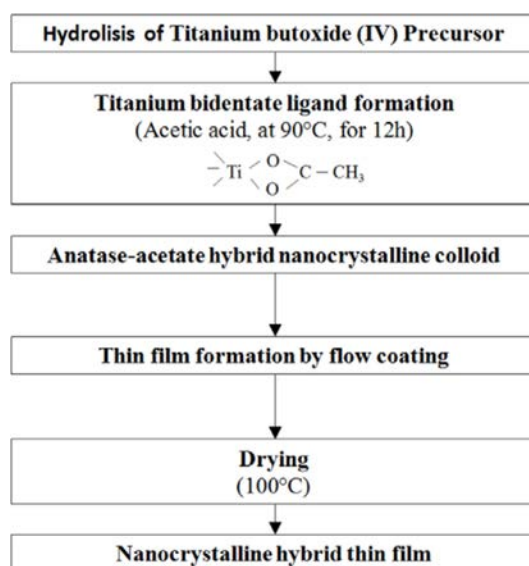 Hydrolisis of Titanium butoxide (IV) Precursor
Titanium bidentate ligand formation
(Acetic acid, at 90°C, for 12h)
O
Ti C – CH₃
O
Anatase-acetate hybrid nanocrystalline colloid
Thin film formation by flow coating
Drying
(100°C)
Nanocrystalline hybrid thin film